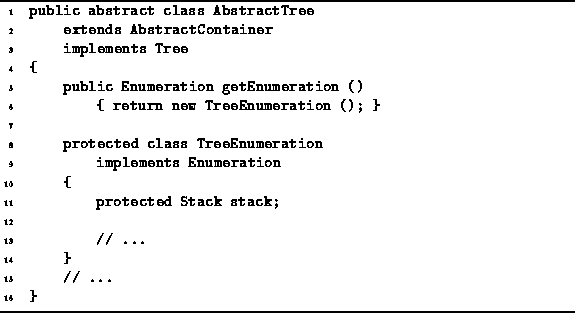 1 public abstract class AbstractTree
2 extends AbstractContainer
3 implements Tree
4 {
5 public Enumeration getEnumeration ()
6 { return new TreeEnumeration (); }
7
8 protected class TreeEnumeration
9 implements Enumeration
10 {
11 protected Stack stack;
12
13 // ...
14 }
15 // ...
16 }